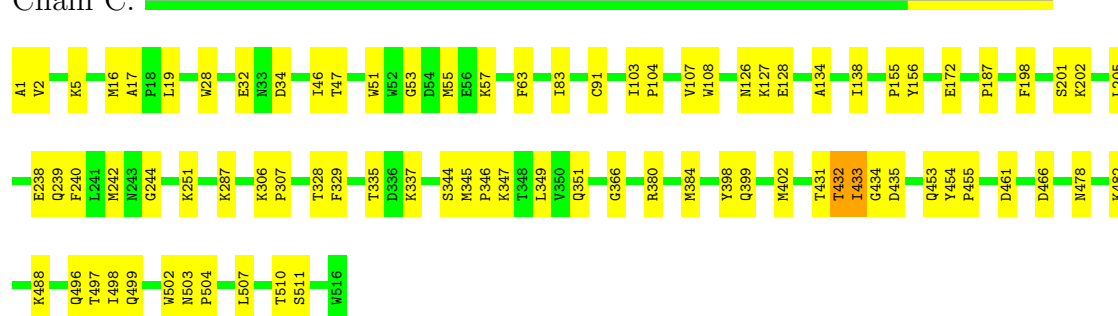 Chain C:
A1 V2 K5 M16 A17 P18 L19 W28 E32 N33 D34 I46 T47 W51 W52 G53 D54 M55 E56 K57 F63 I83 C91 I103 P104 V107 W108 N126 K127 E128 A134 I138 P155 Y156 E172 P187 F198 S201 K202 L205
E238 Q239 F240 L241 M242 N243 G244 K251 K287 K306 P307 T328 F329 T335 D336 K337 S344 M345 P346 K347 T348 L349 V350 Q351 G366 R380 M384 Y398 Q399 M402 T431 T432 I433 G434 D435 Q453 Y454 P455 D461 D466 N478 K482
K488 Q496 T497 I498 Q499 W502 N503 P504 L507 T510 S511 W516